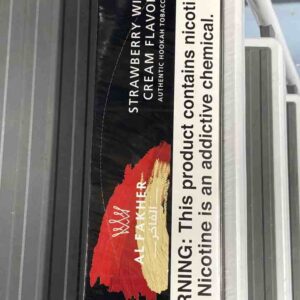 STRAWBERRY WI
CREAM FLAVO
AUTHENTIC HOOKAH TOBACC
الفاخر
AL FAKHER
RNING: This product contains nicoti
Nicotine is an addictive chemical.